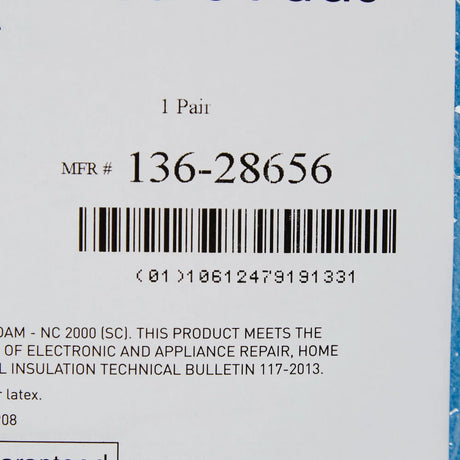 1 Pair
MFR # 136-28656
(01)10612479191331
DAM - NC 2000 (SC). THIS PRODUCT MEETS THE
OF ELECTRONIC AND APPLIANCE REPAIR, HOME
L INSULATION TECHNICAL BULLETIN 117-2013.
r latex.
08